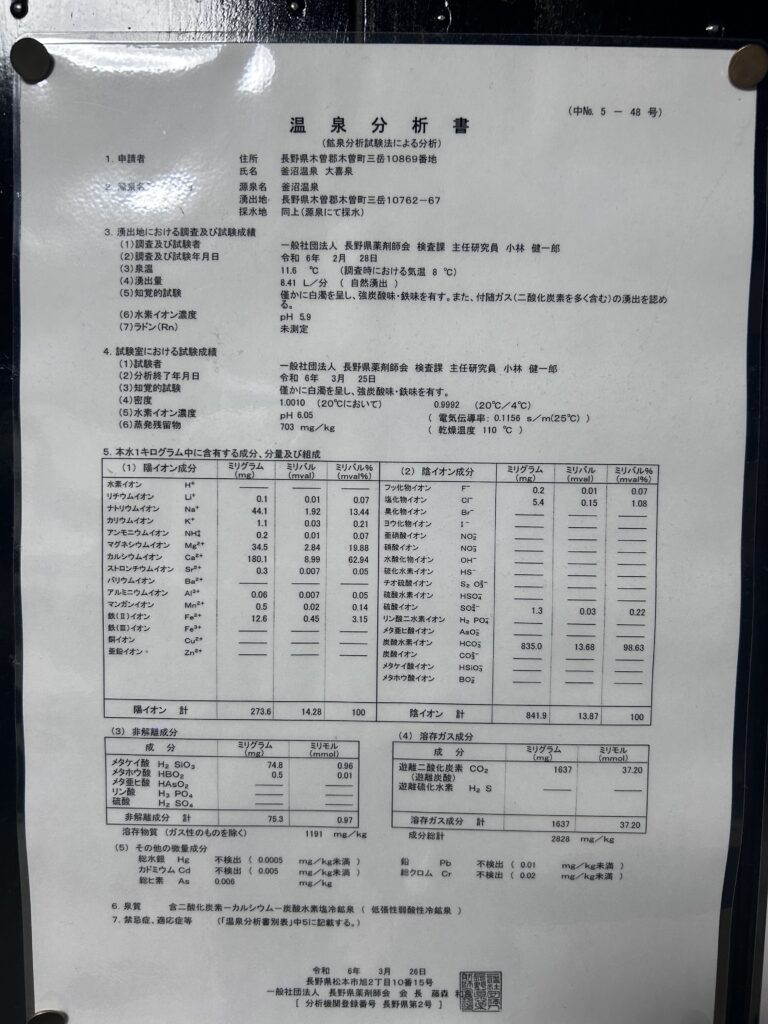 (中№ 5 － 48 号)
温泉分析書
(鉱泉分析試験法による分析)
1. 申請者 住所 長野県木曽郡木曽町三岳10869番地
氏名 釜沼温泉 大喜泉
2. 源泉名 釜沼温泉
湧出地 長野県木曽郡木曽町三岳10762-67
採水地 同上(源泉にて採水)
3. 湧出地における調査及び試験成績
(1)調査及び試験者 一般社団法人 長野県薬剤師会 検査課 主任研究員 小林 健一郎
(2)調査及び試験年月日 令和 6年 2月 28日
(3)泉温 11.6 ℃ (調査時における気温 8 ℃)
(4)湧出量 8.41 L/分 ( 自然湧出 )
(5)知覚的試験 僅かに白濁を呈し、強炭酸味・鉄味を有す。また、付随ガス(二酸化炭素を多く含む)の湧出を認め
る。
(6)水素イオン濃度 pH 5.9
(7)ラドン(Rn) 未測定
4. 試験室における試験成績
(1)試験者 一般社団法人 長野県薬剤師会 検査課 主任研究員 小林 健一郎
(2)分析終了年月日 令和 6年 3月 25日
(3)知覚的試験 僅かに白濁を呈し、強炭酸味・鉄味を有す。
(4)密度 1.0010 (20℃において) 0.9992 (20℃/4℃)
(5)水素イオン濃度 pH 6.05 ( 電気伝導率: 0.1156 s/m(25℃) )
(6)蒸発残留物 703 mg/kg ( 乾燥温度 110 ℃ )
5. 本水1キログラム中に含有する成分、分量及び組成
(1) 陽イオン成分 ミリグラム (mg) ミリバル (mval) ミリバル% (mval%)
水素イオン H⁺ ―― ―― ――
リチウムイオン Li⁺ 0.1 0.01 0.07
ナトリウムイオン Na⁺ 44.1 1.92 13.44
カリウムイオン K⁺ 1.1 0.03 0.21
アンモニウムイオン NH₄⁺ 0.2 0.01 0.07
マグネシウムイオン Mg²⁺ 34.5 2.84 19.88
カルシウムイオン Ca²⁺ 180.1 8.99 62.94
ストロンチウムイオン Sr²⁺ 0.3 0.007 0.05
バリウムイオン Ba²⁺ ―― ―― ――
アルミニウムイオン Al³⁺ 0.06 0.007 0.05
マンガンイオン Mn²⁺ 0.5 0.02 0.14
鉄(Ⅱ)イオン Fe²⁺ 12.6 0.45 3.15
鉄(Ⅲ)イオン Fe³⁺ ―― ―― ――
銅イオン Cu²⁺ ―― ―― ――
亜鉛イオン Zn²⁺ ―― ―― ――
陽イオン 計 273.6 14.28 100
(2) 陰イオン成分 ミリグラム (mg) ミリバル (mval) ミリバル% (mval%)
フッ化物イオン F⁻ 0.2 0.01 0.07
塩化物イオン Cl⁻ 5.4 0.15 1.08
臭化物イオン Br⁻ ―― ―― ――
ヨウ化物イオン I⁻ ―― ―― ――
亜硝酸イオン NO₂⁻ ―― ―― ――
硝酸イオン NO₃⁻ ―― ―― ――
水酸化物イオン OH⁻ ―― ―― ――
硫化水素イオン HS⁻ ―― ―― ――
チオ硫酸イオン S₂O₃²⁻ ―― ―― ――
硫酸水素イオン HSO₄⁻ ―― ―― ――
硫酸イオン SO₄²⁻ 1.3 0.03 0.22
リン酸二水素イオン H₂PO₄⁻ ―― ―― ――
メタ亜ヒ酸イオン AsO₂⁻ ―― ―― ――
炭酸水素イオン HCO₃⁻ 835.0 13.68 98.63
炭酸イオン CO₃²⁻ ―― ―― ――
メタケイ酸イオン HSiO₃⁻ ―― ―― ――
メタホウ酸イオン BO₂⁻ ―― ―― ――
陰イオン 計 841.9 13.87 100
(3) 非解離成分
成 分 ミリグラム (mg) ミリモル (mmol)
メタケイ酸 H₂SiO₃ 74.8 0.96
メタホウ酸 HBO₂ 0.5 0.01
メタ亜ヒ酸 HAsO₂ ―― ――
リン酸 H₃PO₄ ―― ――
硫酸 H₂SO₄ ―― ――
非解離成分 計 75.3 0.97
溶存物質 (ガス性のものを除く) 1191 mg/kg
(4) 溶存ガス成分
成 分 ミリグラム (mg) ミリモル (mmol)
遊離二酸化炭素 CO₂ 1637 37.20
(遊離炭酸)
遊離硫化水素 H₂S ―― ――
溶存ガス成分 計 1637 37.20
成分総計 2828 mg/kg
(5) その他の微量成分
総水銀 Hg 不検出 ( 0.0005 mg/kg未満 ) 鉛 Pb 不検出 ( 0.01 mg/kg未満 )
カドミウム Cd 不検出 ( 0.005 mg/kg未満 ) 総クロム Cr 不検出 ( 0.02 mg/kg未満 )
総ヒ素 As 0.006 mg/kg
6. 泉質 含二酸化炭素－カルシウム－炭酸水素塩冷鉱泉 ( 低張性弱酸性冷鉱泉 )
7. 禁忌症、適応症等 (「温泉分析書別表」中5に記載する。)
令和 6年 3月 26日
長野県松本市旭2丁目10番15号
一般社団法人 長野県薬剤師会 会 長 藤森 和
[ 分析機関登録番号 長野県第2号 ]